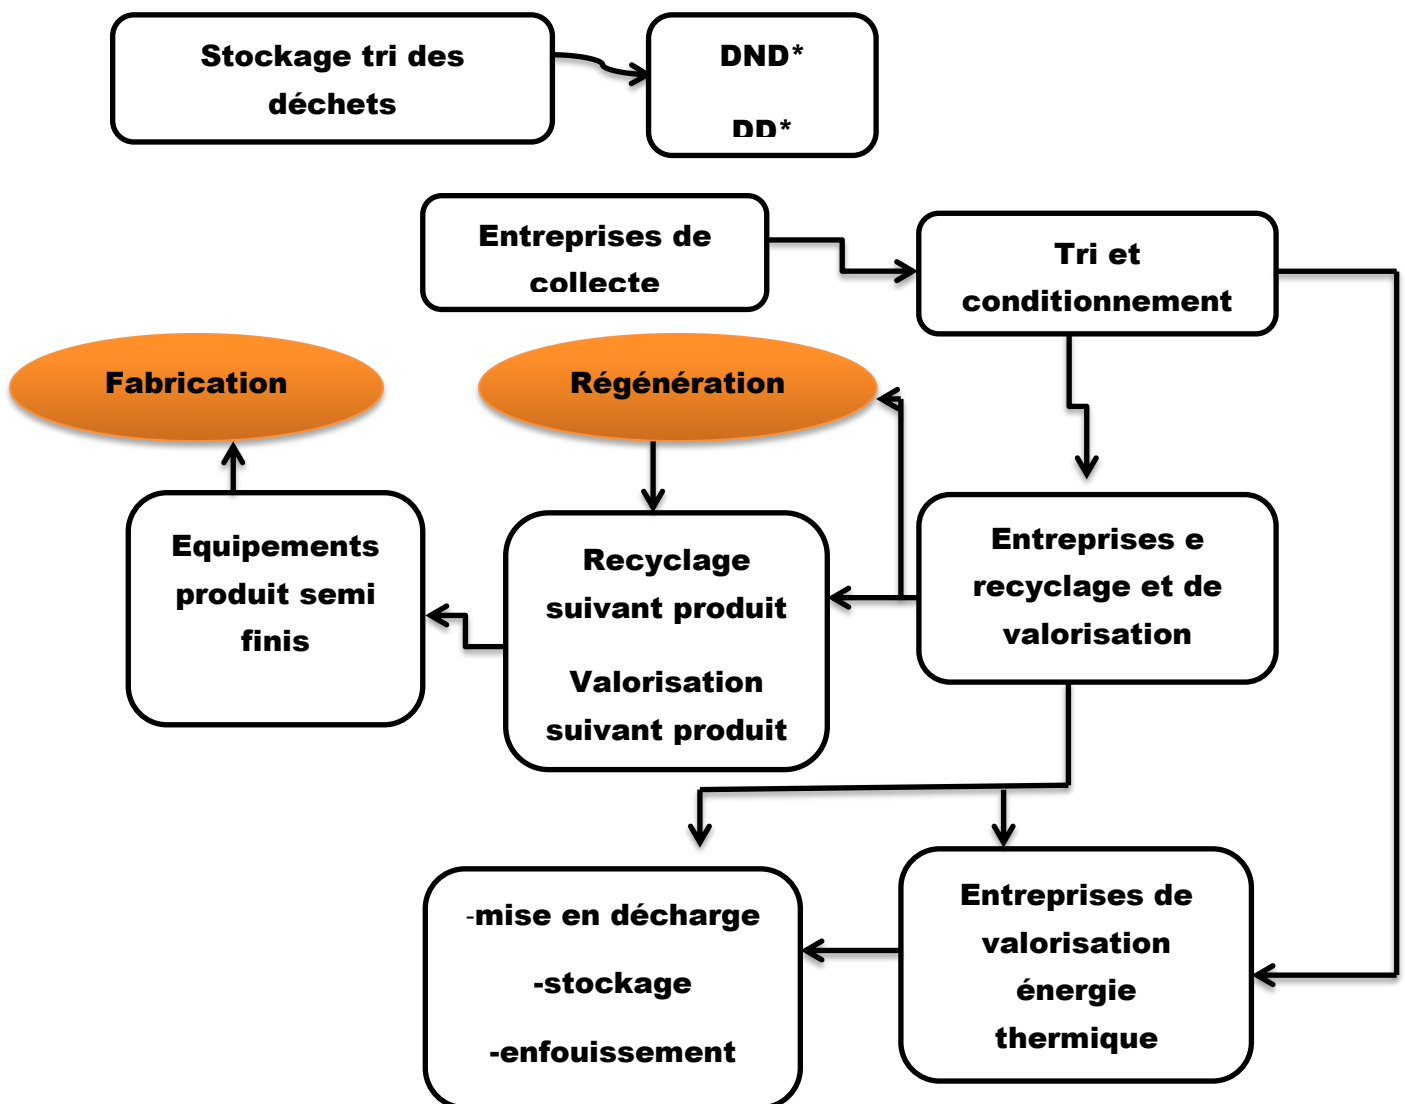 Stockage tri des
déchets
DND*
DD*
Entreprises de
collecte
Tri et
conditionnement
Fabrication
Régénération
Equipements
produit semi
finis
Recyclage
suivant produit
Valorisation
suivant produit
Entreprises e
recyclage et de
valorisation
-mise en décharge
-stockage
-enfouissement
Entreprises de
valorisation
énergie
thermique